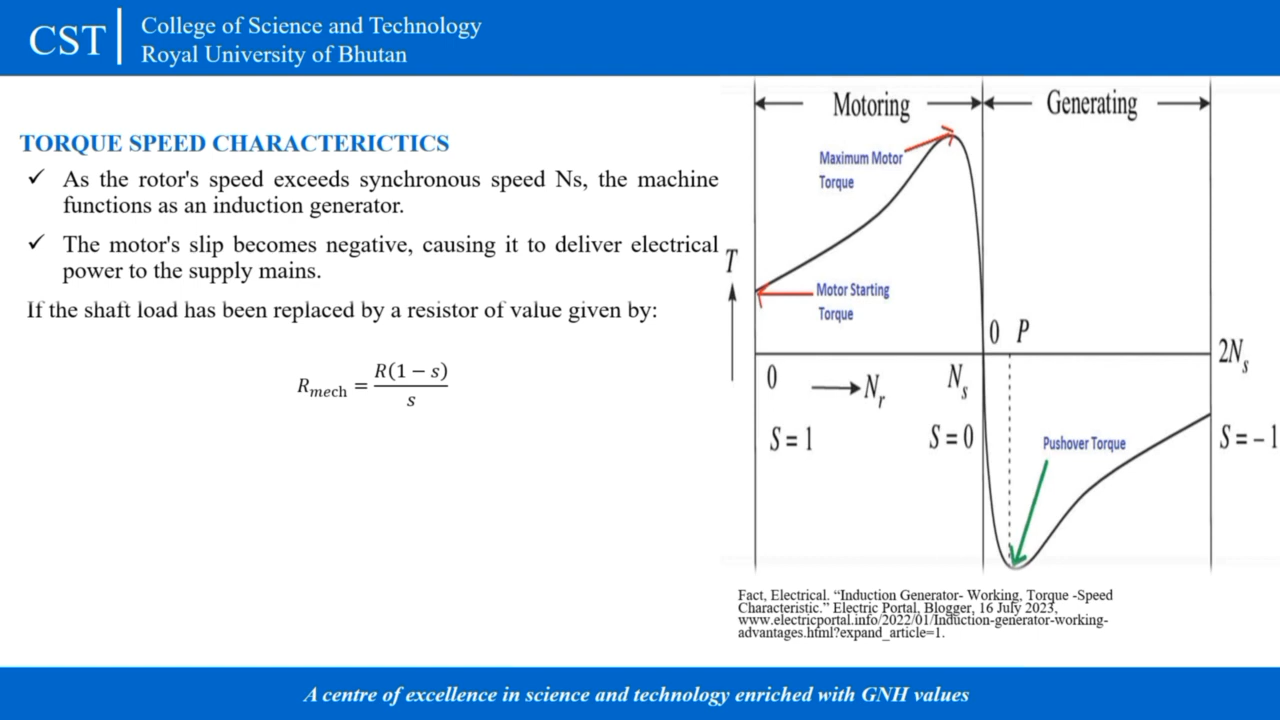 CST
College of Science and Technology
Royal University of Bhutan
TORQUE SPEED CHARACTERICTICS
✓ As the rotor's speed exceeds synchronous speed Ns, the machine
functions as an induction generator.
✓ The motor's slip becomes negative, causing it to deliver electrical
power to the supply mains.
If the shaft load has been replaced by a resistor of value given by:
R_mech = R(1 − s) / s
Motoring
Generating
Maximum Motor
Torque
T
Motor Starting
Torque
0 P
2N_s
0
N_r
N_s
S = 1
S = 0
Pushover Torque
S = - 1
Fact, Electrical. “Induction Generator- Working, Torque -Speed
Characteristic.” Electric Portal, Blogger, 16 July 2023,
www.electricportal.info/2022/01/Induction-generator-working-
advantages.html?expand_article=1.
A centre of excellence in science and technology enriched with GNH values